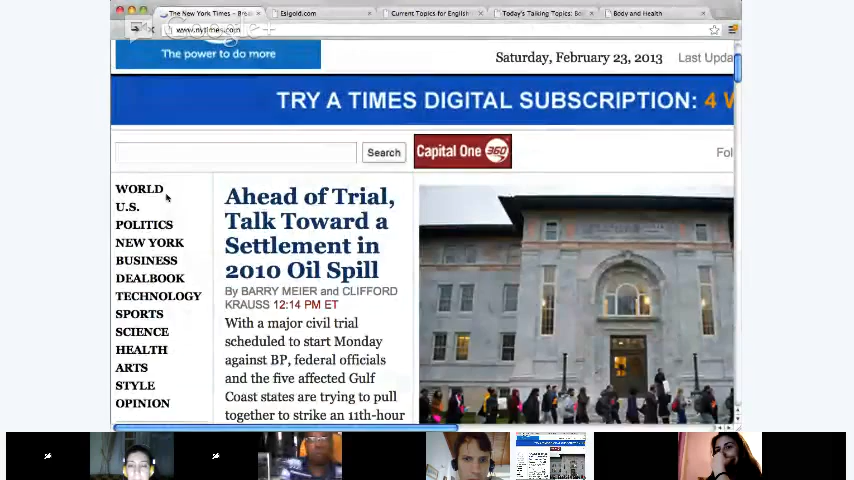 The New York Times – Brea
Eslgold.com
Current Topics for English
Today's Talking Topics: Bo
Body and Health
www.nytimes.com
Google+
The power to do more
Saturday, February 23, 2013
Last Upda
TRY A TIMES DIGITAL SUBSCRIPTION: 4 W
Search
Capital One 360
Fol
WORLD
U.S.
POLITICS
NEW YORK
BUSINESS
DEALBOOK
TECHNOLOGY
SPORTS
SCIENCE
HEALTH
ARTS
STYLE
OPINION
Ahead of Trial,
Talk Toward a
Settlement in
2010 Oil Spill
By BARRY MEIER and CLIFFORD
KRAUSS 12:14 PM ET
With a major civil trial
scheduled to start Monday
against BP, federal officials
and the five affected Gulf
Coast states are trying to pull
together to strike an 11th-hour